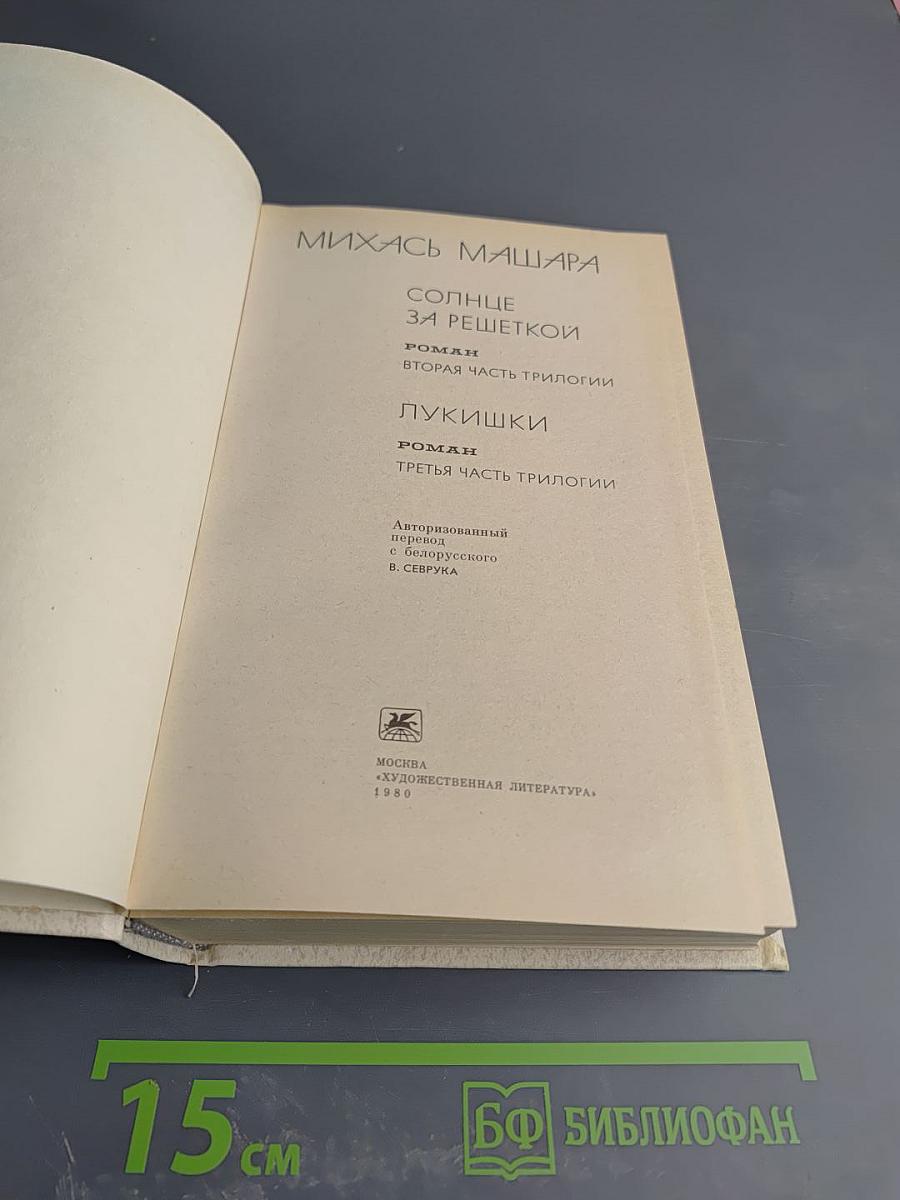 МИХАСЬ МАШАРА
СОЛНЦЕ
ЗА РЕШЕТКОЙ
РОМАН
ВТОРАЯ ЧАСТЬ ТРИЛОГИИ
ЛУКИШКИ
РОМАН
ТРЕТЬЯ ЧАСТЬ ТРИЛОГИИ
Авторизованный
перевод
с белорусского
В. СЕВРУКА
МОСКВА
«ХУДОЖЕСТВЕННАЯ ЛИТЕРАТУРА»
1980
15 см
БФ БИБЛИОФАН